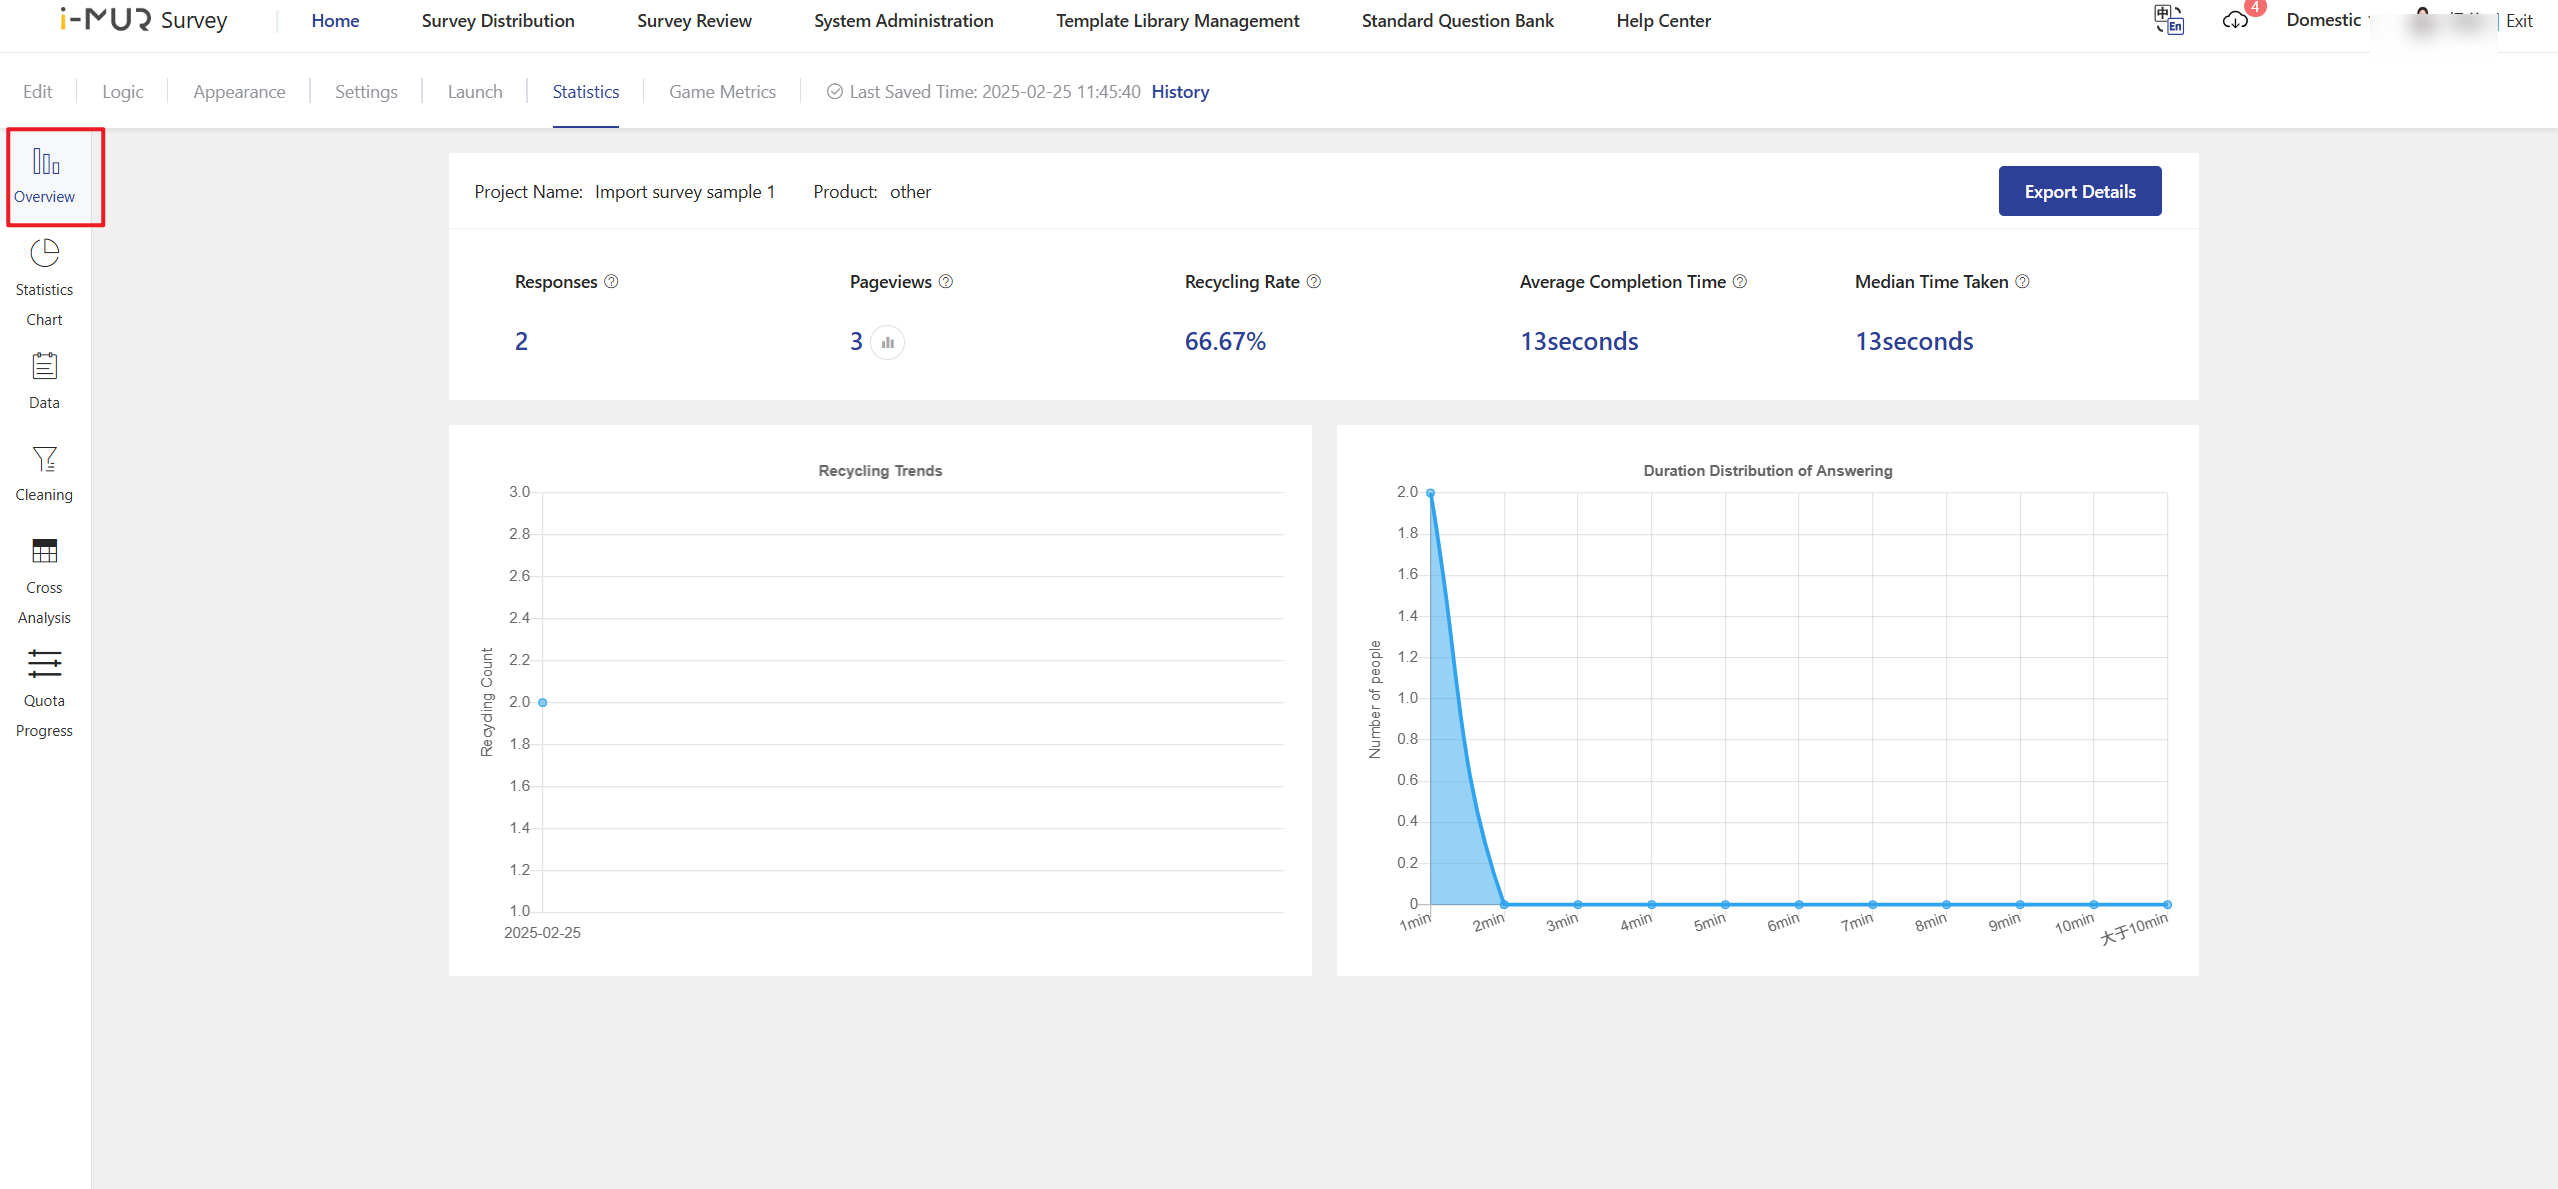 i-MUR Survey
Home
Survey Distribution
Survey Review
System Administration
Template Library Management
Standard Question Bank
Help Center
中 En
4
Domestic
Exit
Edit
Logic
Appearance
Settings
Launch
Statistics
Game Metrics
Last Saved Time: 2025-02-25 11:45:40 History
Overview
Statistics
Chart
Data
Cleaning
Cross
Analysis
Quota
Progress
Project Name: Import survey sample 1
Product: other
Export Details
Responses ?
Pageviews ?
Recycling Rate ?
Average Completion Time ?
Median Time Taken ?
2
3
66.67%
13seconds
13seconds
Recycling Trends
3.0
2.8
2.6
2.4
2.2
2.0
1.8
1.6
1.4
1.2
1.0
Recycling Count
2025-02-25
Duration Distribution of Answering
2.0
1.8
1.6
1.4
1.2
1.0
0.8
0.6
0.4
0.2
0
Number of people
1min
2min
3min
4min
5min
6min
7min
8min
9min
10min
大于10min